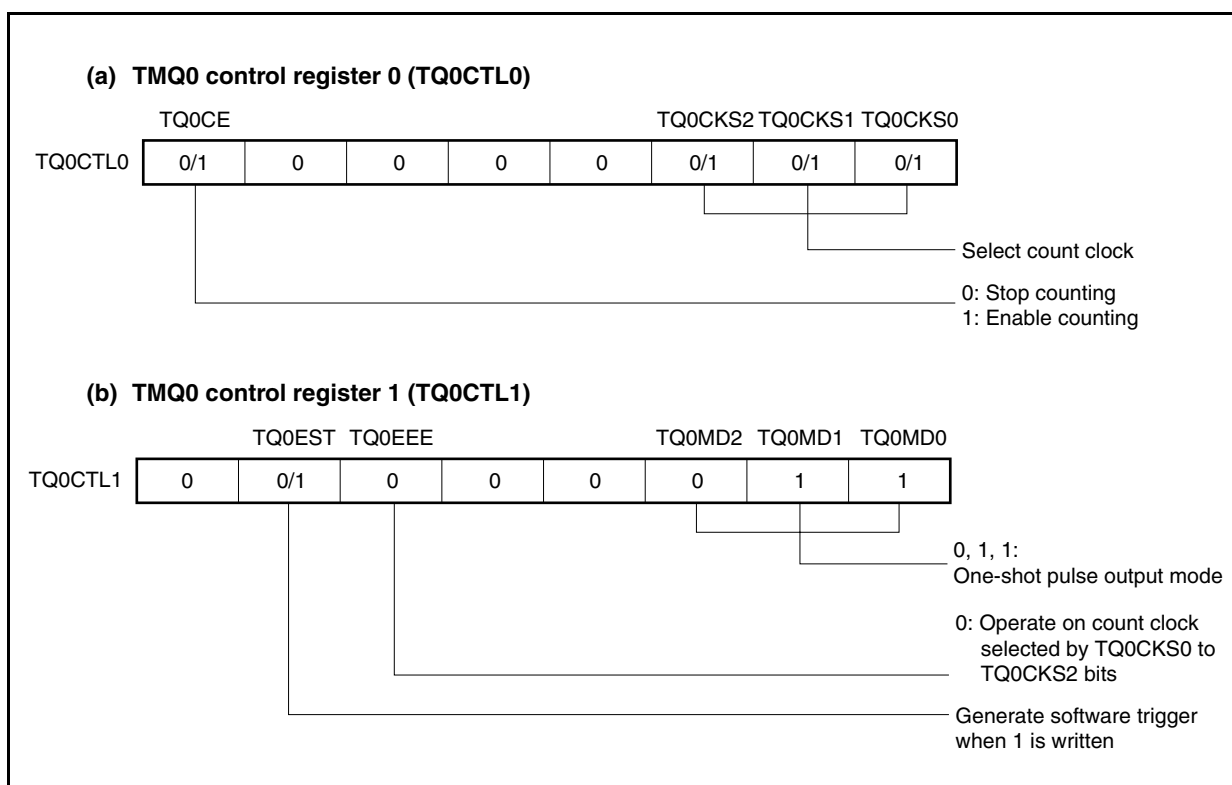 (a) TMQ0 control register 0 (TQ0CTL0)
TQ0CE TQ0CKS2 TQ0CKS1 TQ0CKS0
TQ0CTL0 0/1 0 0 0 0 0/1 0/1 0/1
Select count clock
0: Stop counting
1: Enable counting
(b) TMQ0 control register 1 (TQ0CTL1)
TQ0EST TQ0EEE TQ0MD2 TQ0MD1 TQ0MD0
TQ0CTL1 0 0/1 0 0 0 0 1 1
0, 1, 1:
One-shot pulse output mode
0: Operate on count clock
selected by TQ0CKS0 to
TQ0CKS2 bits
Generate software trigger
when 1 is written